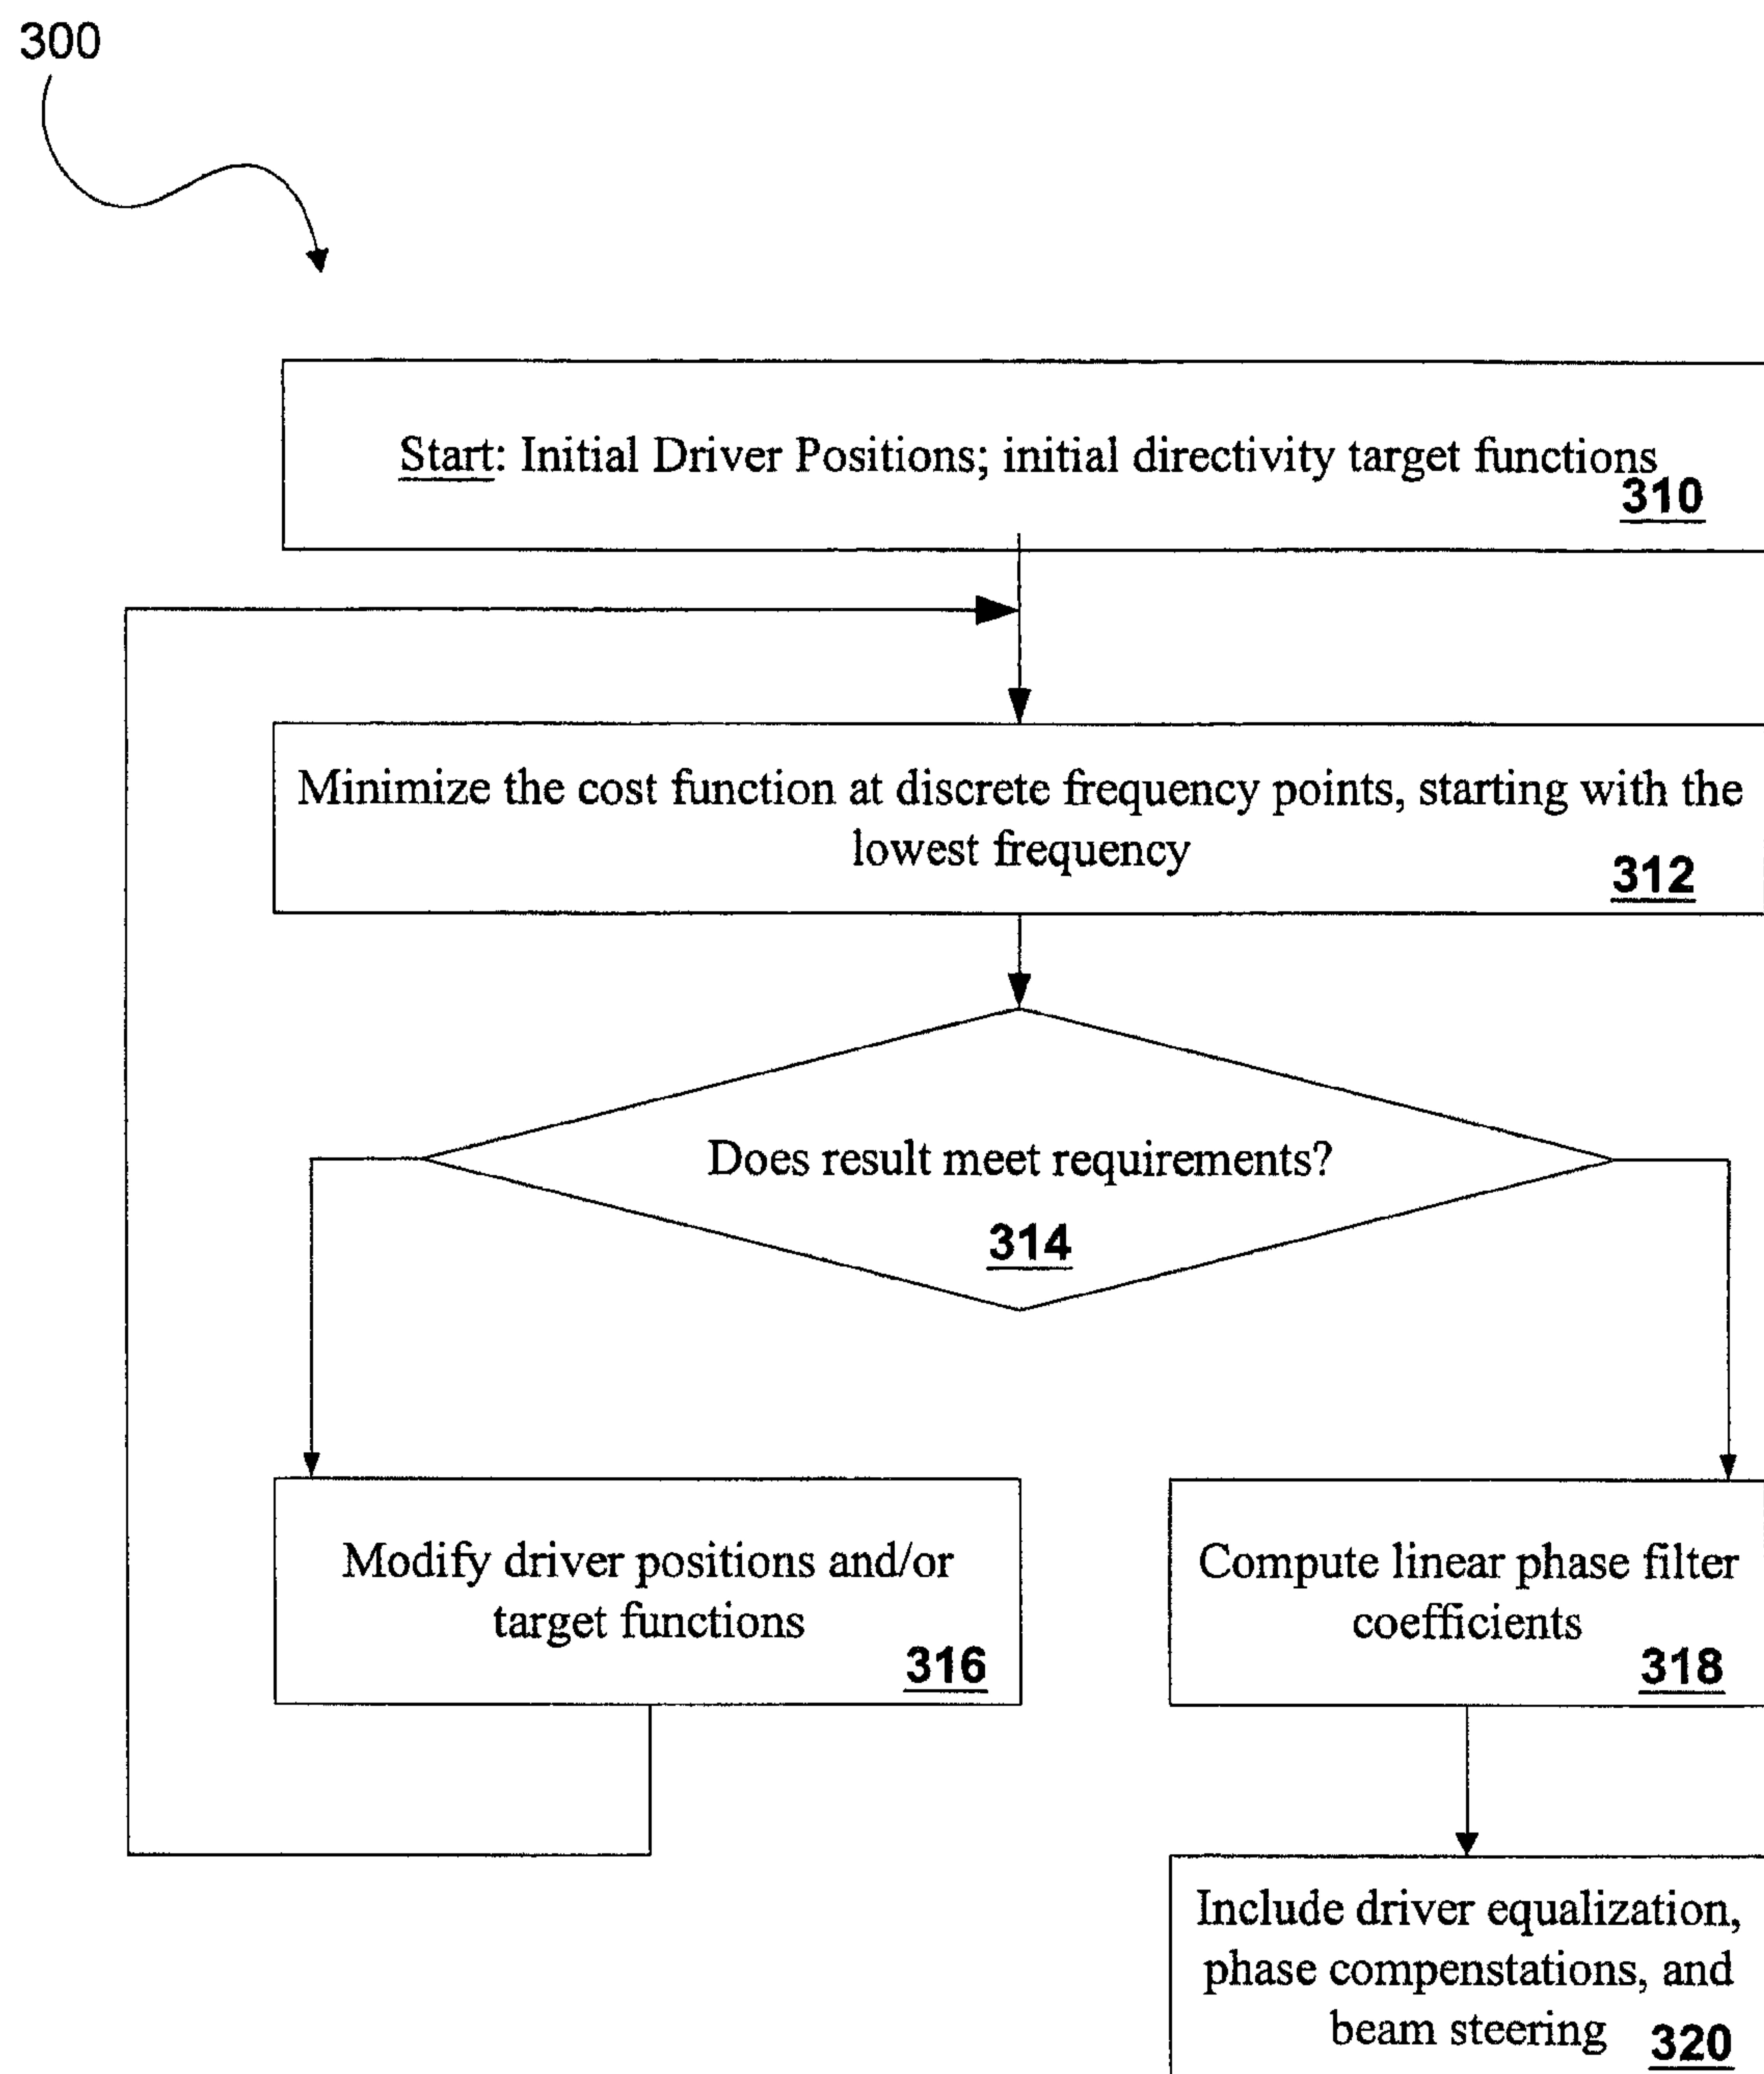 300
Start: Initial Driver Positions; initial directivity target functions
310
Minimize the cost function at discrete frequency points, starting with the
lowest frequency
312
Does result meet requirements?
314
Modify driver positions and/or
target functions
316
Compute linear phase filter
coefficients
318
Include driver equalization,
phase compenstations, and
beam steering
320